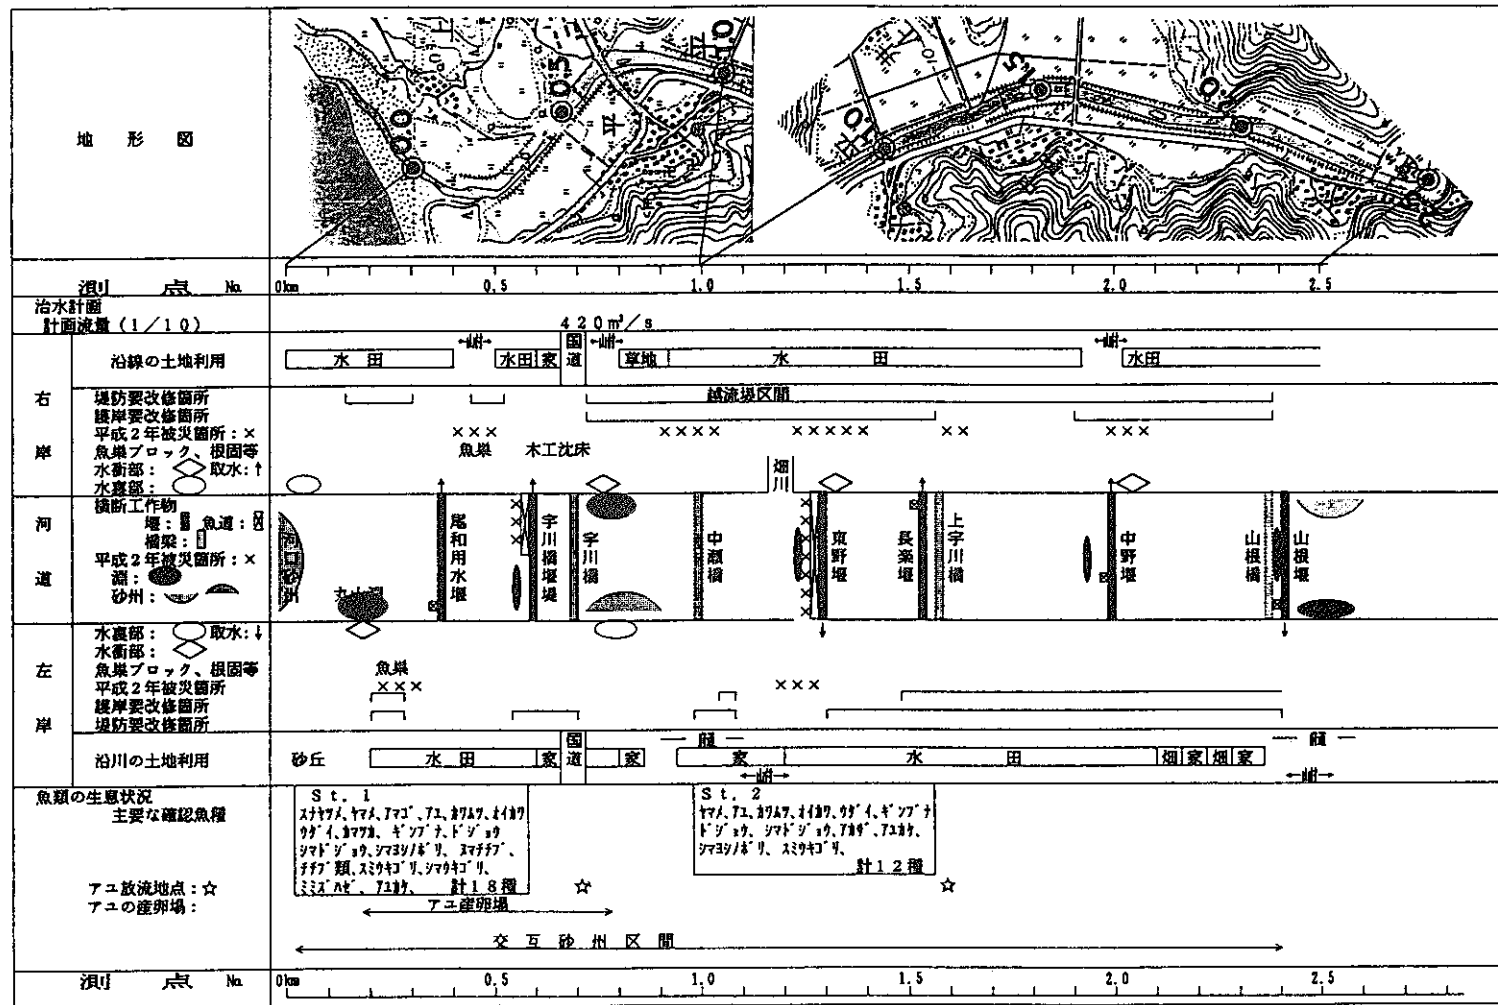 地形図
0.0
0.5
1.0
平
上
1.0
1.5
平
測点 No. 0km 0.5 1.0 1.5 2.0 2.5
治水計画
計画流量(1/10) 420㎥/s
沿線の土地利用 水田 水田 家 国道 草地 水田 水田
右岸
堤防要改修箇所 越流堤区間
護岸要改修箇所
平成2年被災箇所:× ××× ×××× ××××× ×× ×××
魚巣ブロック、根固等 魚巣 木工沈床
水衝部: 取水:↑ 畑川
水裏部:
河道
横断工作物
堰: 魚道:
橋梁:
平成2年被災箇所:×
淵:
砂州:
河口砂州
尾和用水堰
宇川橋堰堤
宇川橋
中瀬橋
東野堰
長楽堰
上宇川橋
中野堰
山根橋
山根堰
左岸
水裏部: 取水:↓
水衝部:
魚巣ブロック、根固等 魚巣
平成2年被災箇所 ××× ×××
護岸要改修箇所
堤防要改修箇所
沿川の土地利用 砂丘 水田 家 国道 家 家 水田 畑 家 畑 家
魚類の生息状況
主要な確認魚種
St.1
スナヤツメ、ヤマメ、アマゴ、アユ、カワムツ、オイカワ
ウグイ、カマツカ、ギンブナ、ドジョウ
シマドジョウ、シマヨシノボリ、ヌマチチブ、
チチブ類、スミウキゴリ、シマウキゴリ、
ミミズハゼ、アユカケ、 計18種
St.2
ヤマメ、アユ、カワムツ、オイカワ、ウグイ、ギンブナ
ドジョウ、シマドジョウ、アカザ、アユカケ、
シマヨシノボリ、スミウキゴリ、
計12種
アユ放流地点:☆ ☆ ☆
アユの産卵場: アユ産卵場
交互砂州区間
測点 No. 0km 0.5 1.0 1.5 2.0 2.5